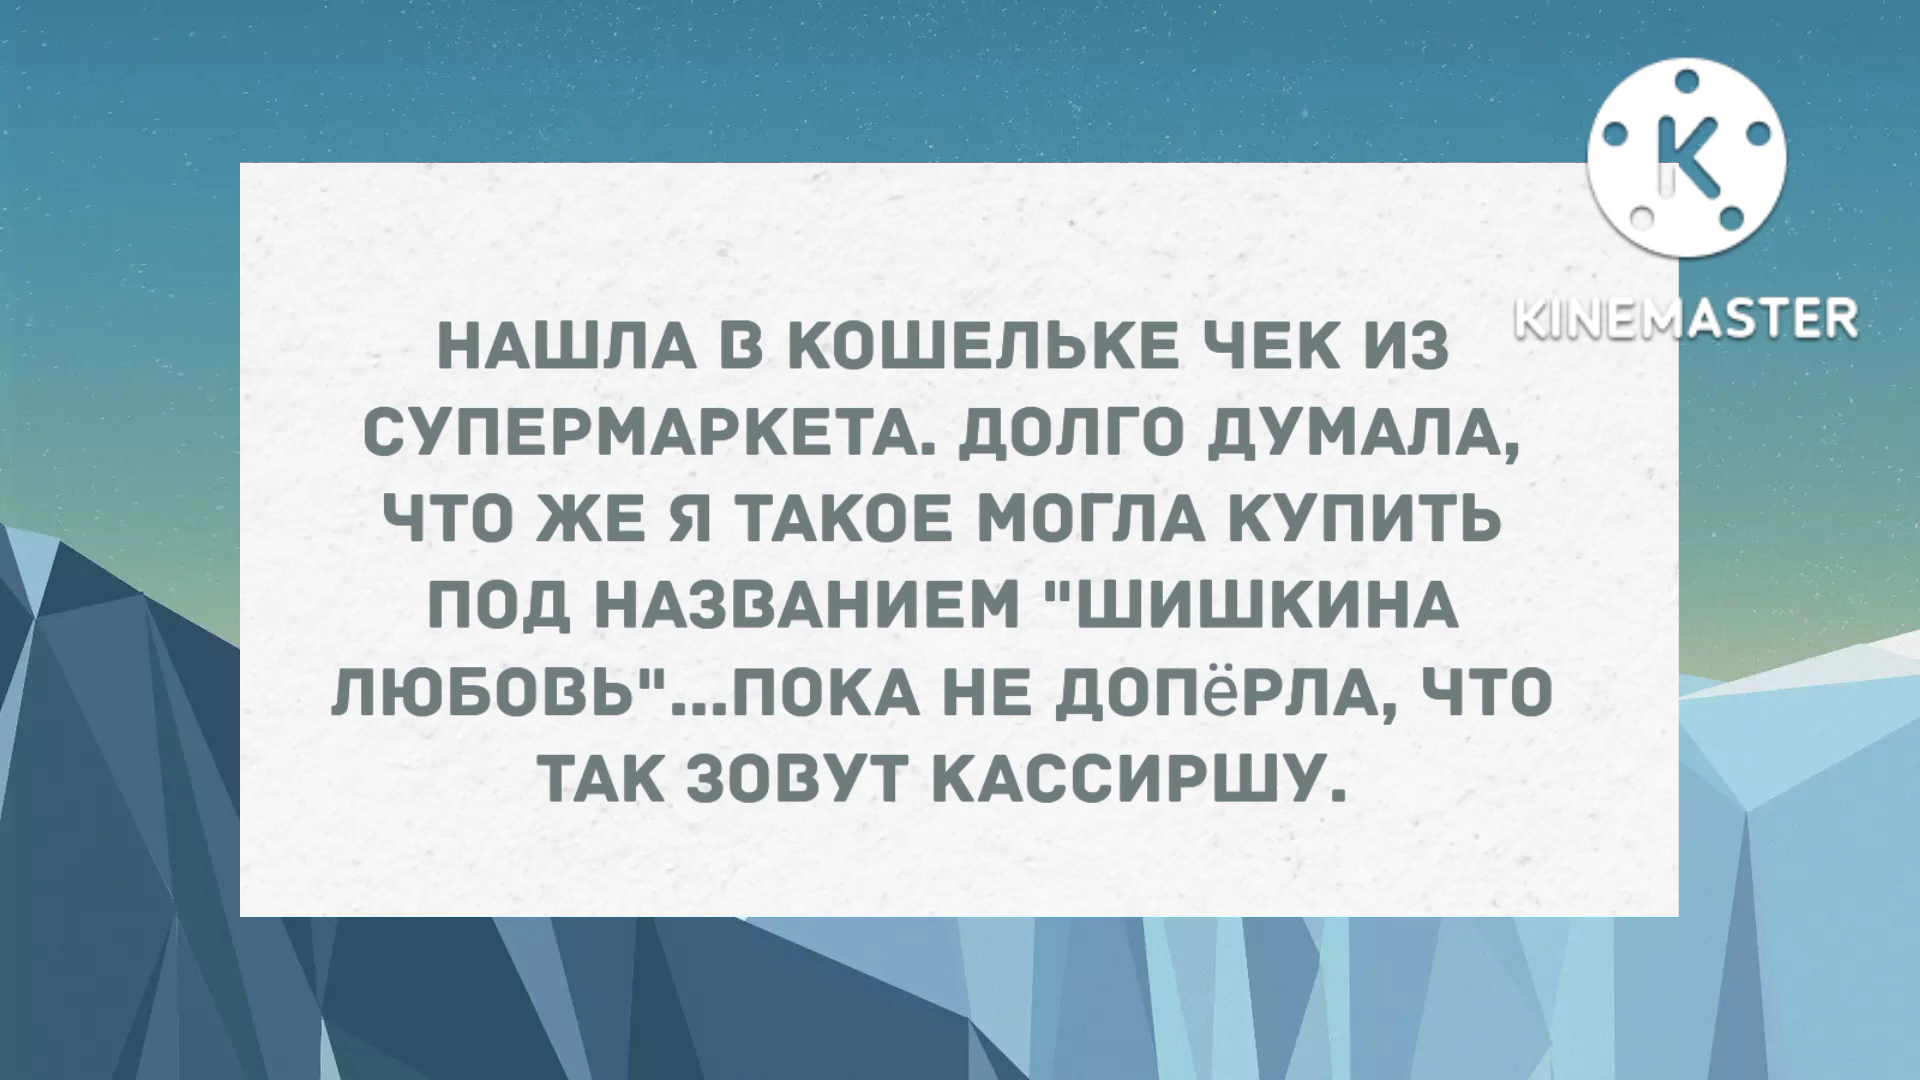 KINEMASTER
НАШЛА В КОШЕЛЬКЕ ЧЕК ИЗ
СУПЕРМАРКЕТА. ДОЛГО ДУМАЛА,
ЧТО ЖЕ Я ТАКОЕ МОГЛА КУПИТЬ
ПОД НАЗВАНИЕМ "ШИШКИНА
ЛЮБОВЬ"...ПОКА НЕ ДОПёРЛА, ЧТО
ТАК ЗОВУТ КАССИРШУ.